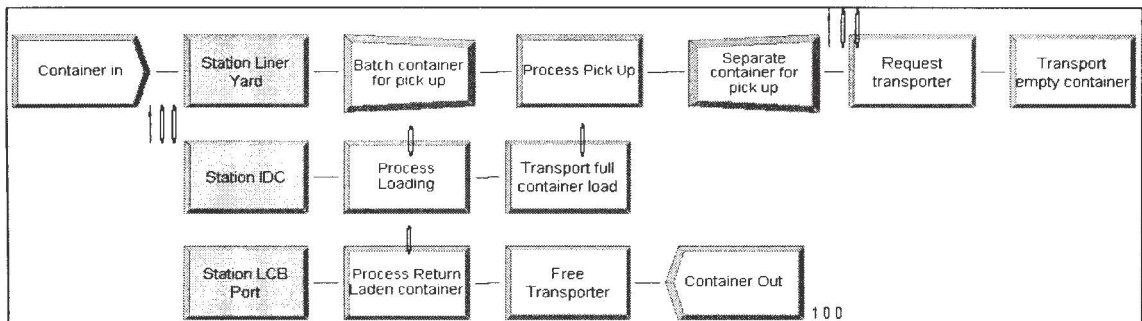 Container in
Station Liner
Yard
Batch container
for pick up
Process Pick Up
Separate
container for
pick up
Request
transporter
Transport
empty container
Station IDC
Process
Loading
Transport full
container load
Station LCB
Port
Process Return
Laden container
Free
Transporter
Container Out
100